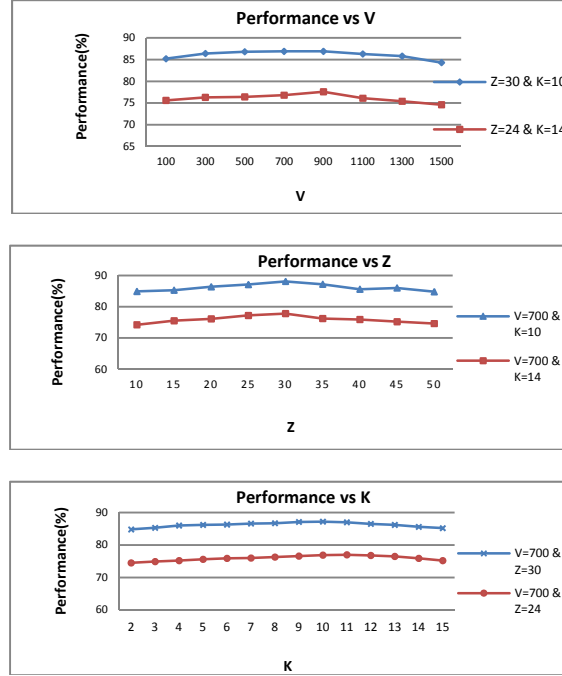 Performance vs V
Performance(%)
90
85
80
75
70
65
100 300 500 700 900 1100 1300 1500
V
Z=30 & K=10
Z=24 & K=14
Performance vs Z
Performance(%)
90
80
70
60
10 15 20 25 30 35 40 45 50
Z
V=700 &
K=10
V=700 &
K=14
Performance vs K
Performance(%)
90
80
70
60
2 3 4 5 6 7 8 9 10 11 12 13 14 15
K
V=700 &
Z=30
V=700 &
Z=24